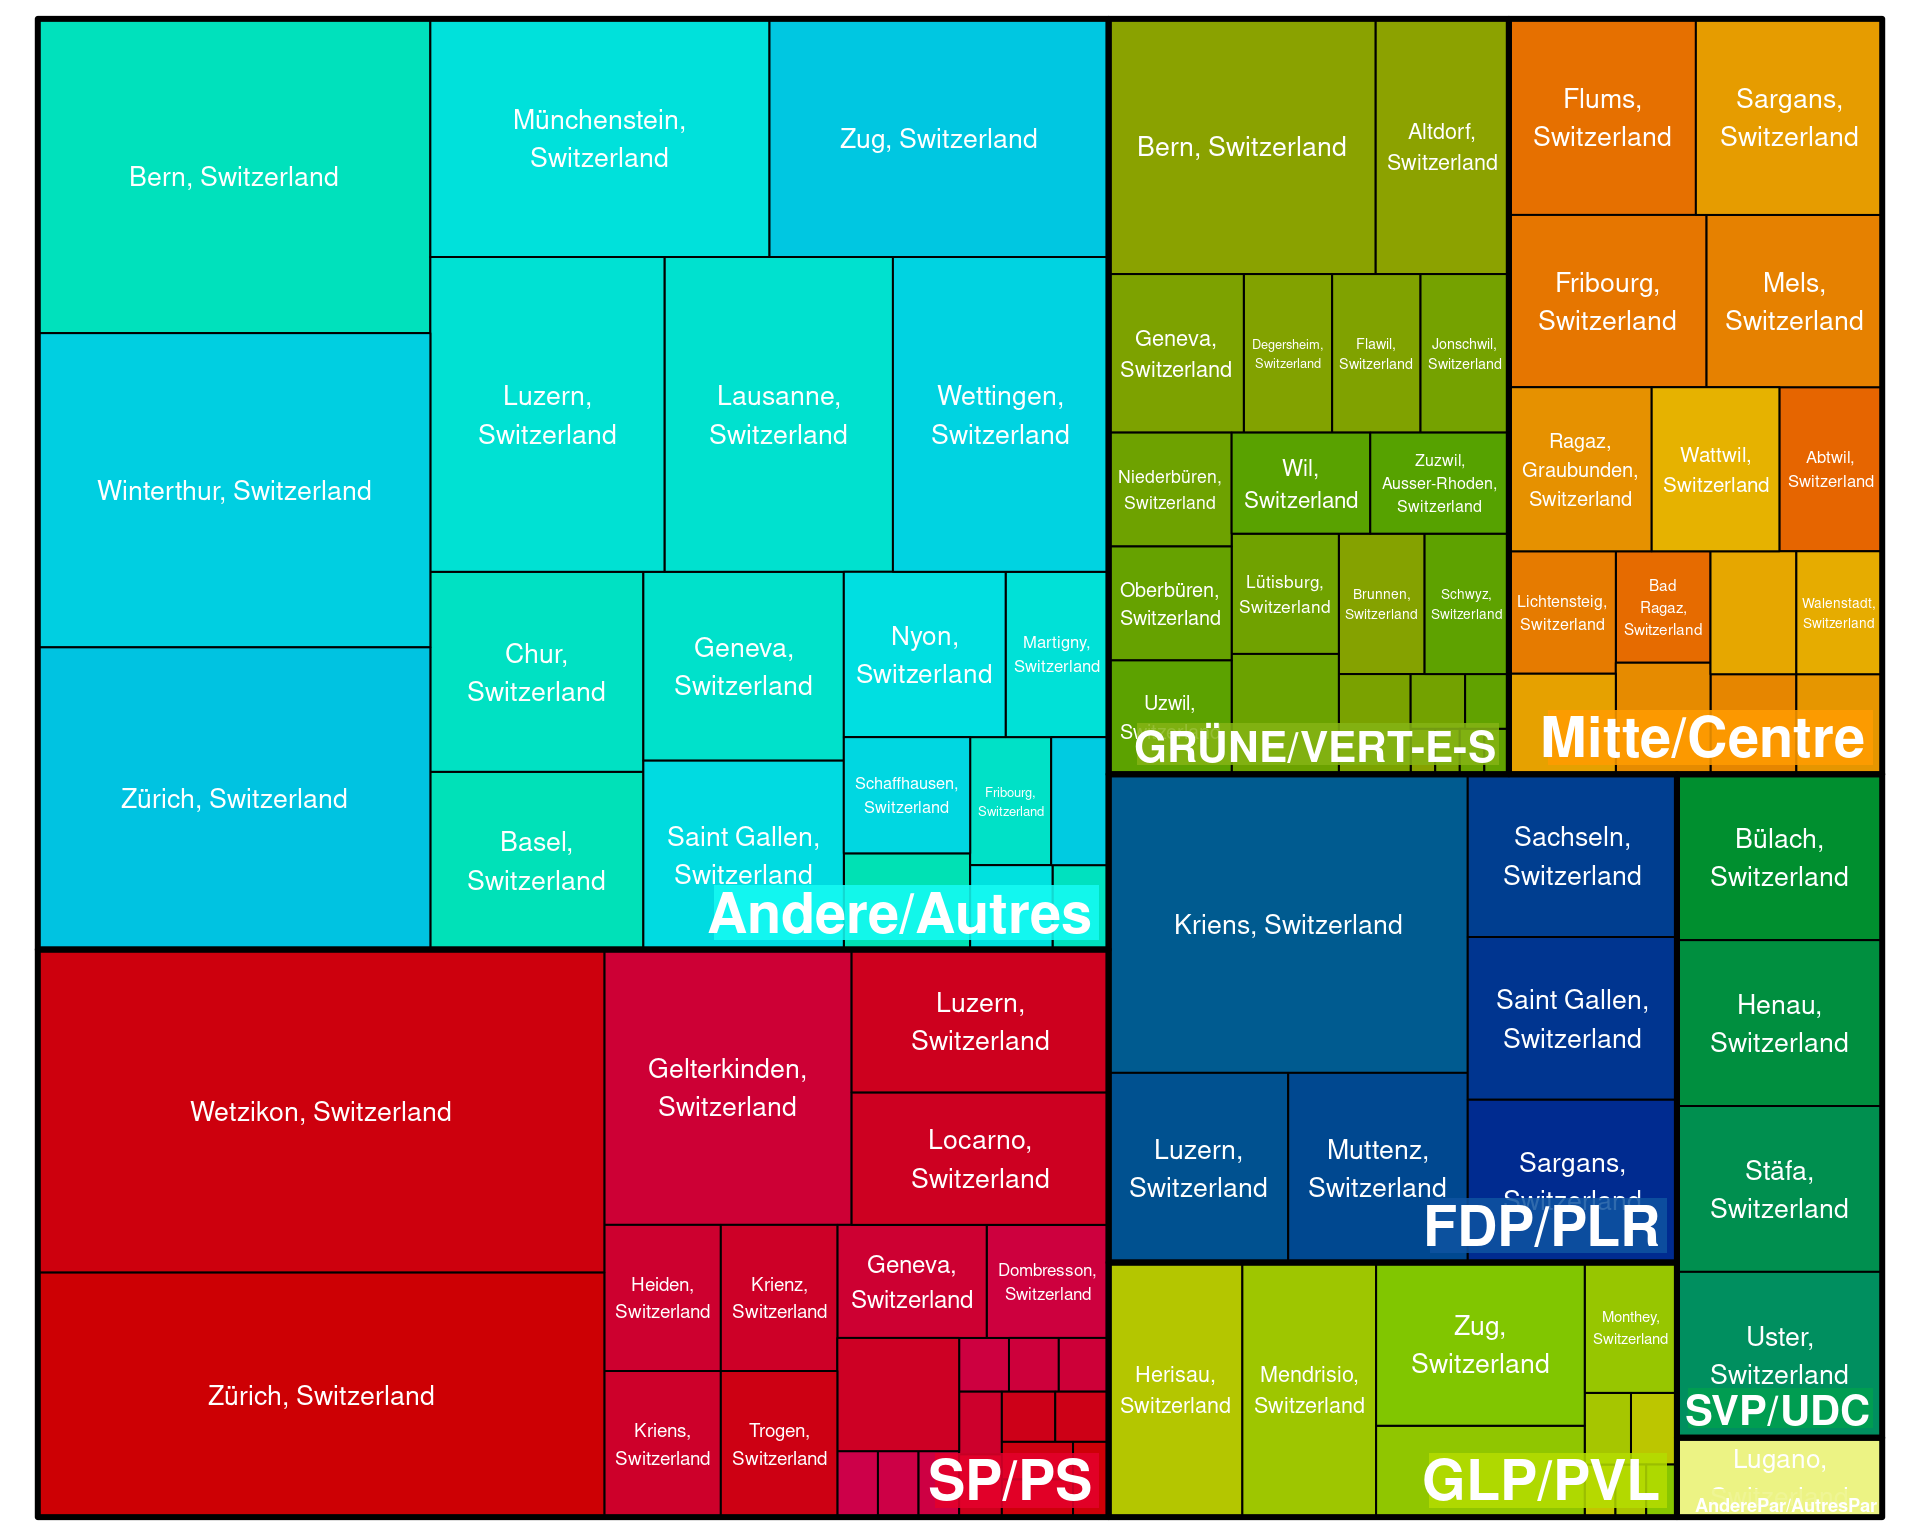 Bern, Switzerland
Winterthur, Switzerland
Zürich, Switzerland
Münchenstein,
Switzerland
Zug, Switzerland
Luzern,
Switzerland
Lausanne,
Switzerland
Wettingen,
Switzerland
Chur,
Switzerland
Geneva,
Switzerland
Nyon,
Switzerland
Martigny,
Switzerland
Basel,
Switzerland
Saint Gallen,
Switzerland
Schaffhausen,
Switzerland
Fribourg,
Switzerland
Andere/Autres
Wetzikon, Switzerland
Zürich, Switzerland
Gelterkinden,
Switzerland
Luzern,
Switzerland
Locarno,
Switzerland
Heiden,
Switzerland
Krienz,
Switzerland
Geneva,
Switzerland
Dombresson,
Switzerland
Kriens,
Switzerland
Trogen,
Switzerland
SP/PS
Bern, Switzerland
Altdorf,
Switzerland
Geneva,
Switzerland
Degersheim,
Switzerland
Flawil,
Switzerland
Jonschwil,
Switzerland
Niederbüren,
Switzerland
Wil,
Switzerland
Zuzwil,
Ausser-Rhoden,
Switzerland
Oberbüren,
Switzerland
Lütisburg,
Switzerland
Brunnen,
Switzerland
Schwyz,
Switzerland
Uzwil,
Switzerland
GRÜNE/VERT-E-S
Flums,
Switzerland
Sargans,
Switzerland
Fribourg,
Switzerland
Mels,
Switzerland
Ragaz,
Graubunden,
Switzerland
Wattwil,
Switzerland
Abtwil,
Switzerland
Lichtensteig,
Switzerland
Bad
Ragaz,
Switzerland
Walenstadt,
Switzerland
Mitte/Centre
Kriens, Switzerland
Sachseln,
Switzerland
Saint Gallen,
Switzerland
Luzern,
Switzerland
Muttenz,
Switzerland
Sargans,
Switzerland
FDP/PLR
Bülach,
Switzerland
Henau,
Switzerland
Stäfa,
Switzerland
Uster,
Switzerland
SVP/UDC
Herisau,
Switzerland
Mendrisio,
Switzerland
Zug,
Switzerland
Monthey,
Switzerland
GLP/PVL
Lugano,
Switzerland
AnderePar/AutresPar